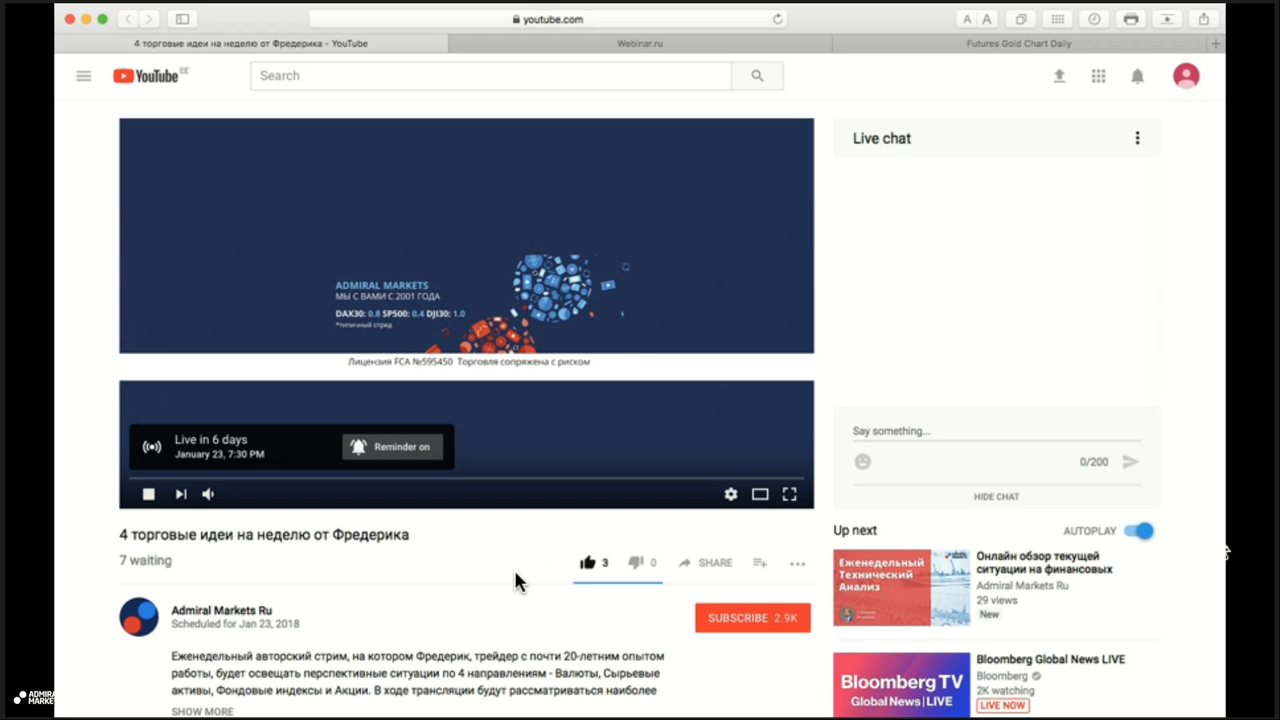 youtube.com
A A
4 торговые идеи на неделю от Фредерика - YouTube
Webinar.ru
Futures Gold Chart Daily
YouTube EE
Search
Live chat
ADMIRAL MARKETS
МЫ С ВАМИ С 2001 ГОДА
DAX30: 0.8 SP500: 0.4 DJI30: 1.0
*типичный спред
Лицензия FCA №595450 Торговля сопряжена с риском
Live in 6 days
January 23, 7:30 PM
Reminder on
Say something...
0/200
HIDE CHAT
4 торговые идеи на неделю от Фредерика
7 waiting
3
0
SHARE
Up next
AUTOPLAY
Еженедельный
Технический
Анализ
Онлайн обзор текущей
ситуации на финансовых
Admiral Markets Ru
29 views
New
Admiral Markets Ru
Scheduled for Jan 23, 2018
SUBSCRIBE 2.9K
Еженедельный авторский стрим, на котором Фредерик, трейдер с почти 20-летним опытом
работы, будет освещать перспективные ситуации по 4 направлениям - Валюты, Сырьевые
активы, Фондовые индексы и Акции. В ходе трансляции будут рассматриваться наиболее
SHOW MORE
Bloomberg TV
Global News | LIVE
Bloomberg Global News LIVE
Bloomberg
2K watching
LIVE NOW
ADMIRA
MARKE